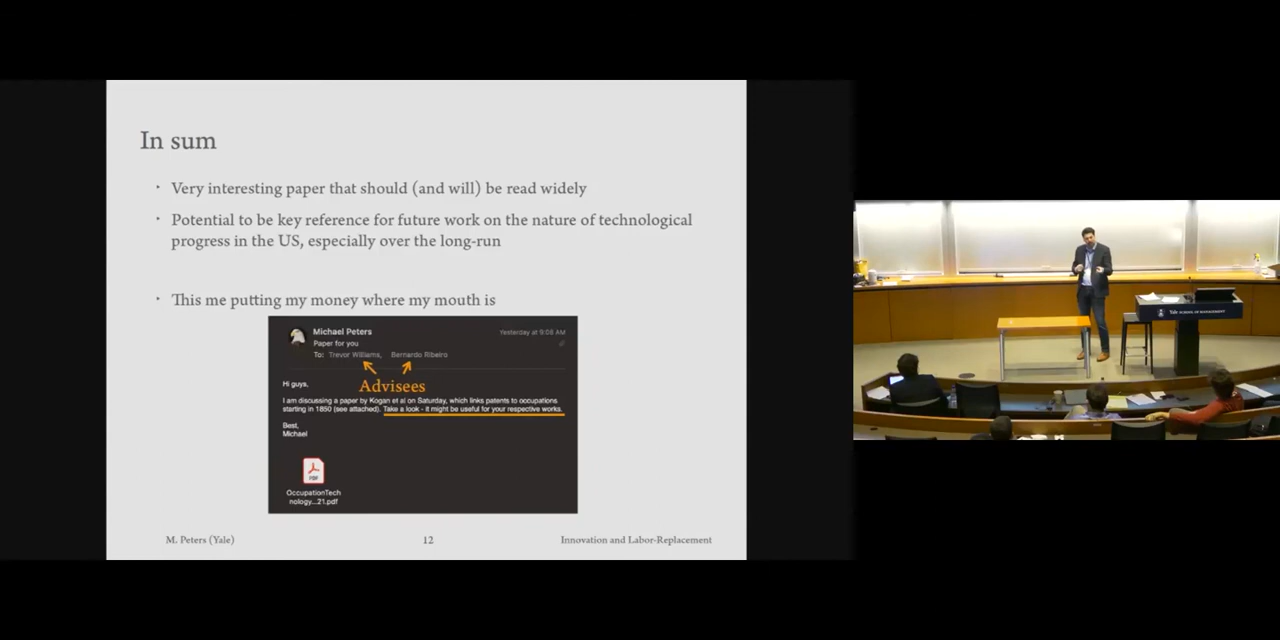 In sum
Very interesting paper that should (and will) be read widely
Potential to be key reference for future work on the nature of technological
progress in the US, especially over the long-run
This me putting my money where my mouth is
Michael Peters
Yesterday at 9:08 AM
Paper for you
To: Trevor Williams, Bernardo Ribeiro
Advisees
Hi guys,
I am discussing a paper by Kogan et al on Saturday, which links patents to occupations
starting in 1850 (see attached). Take a look - it might be useful for your respective works.
Best,
Michael
PDF
OccupationTech
nology...21.pdf
M. Peters (Yale)
12
Innovation and Labor-Replacement
Yale SCHOOL OF MANAGEMENT